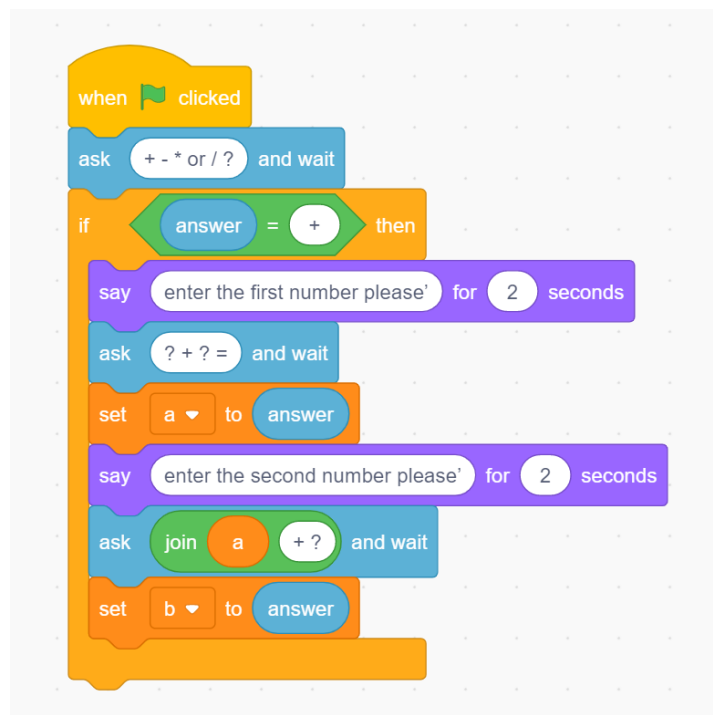 when clicked
ask + - * or / ? and wait
if answer = + then
say enter the first number please’ for 2 seconds
ask ? + ? = and wait
set a to answer
say enter the second number please’ for 2 seconds
ask join a + ? and wait
set b to answer